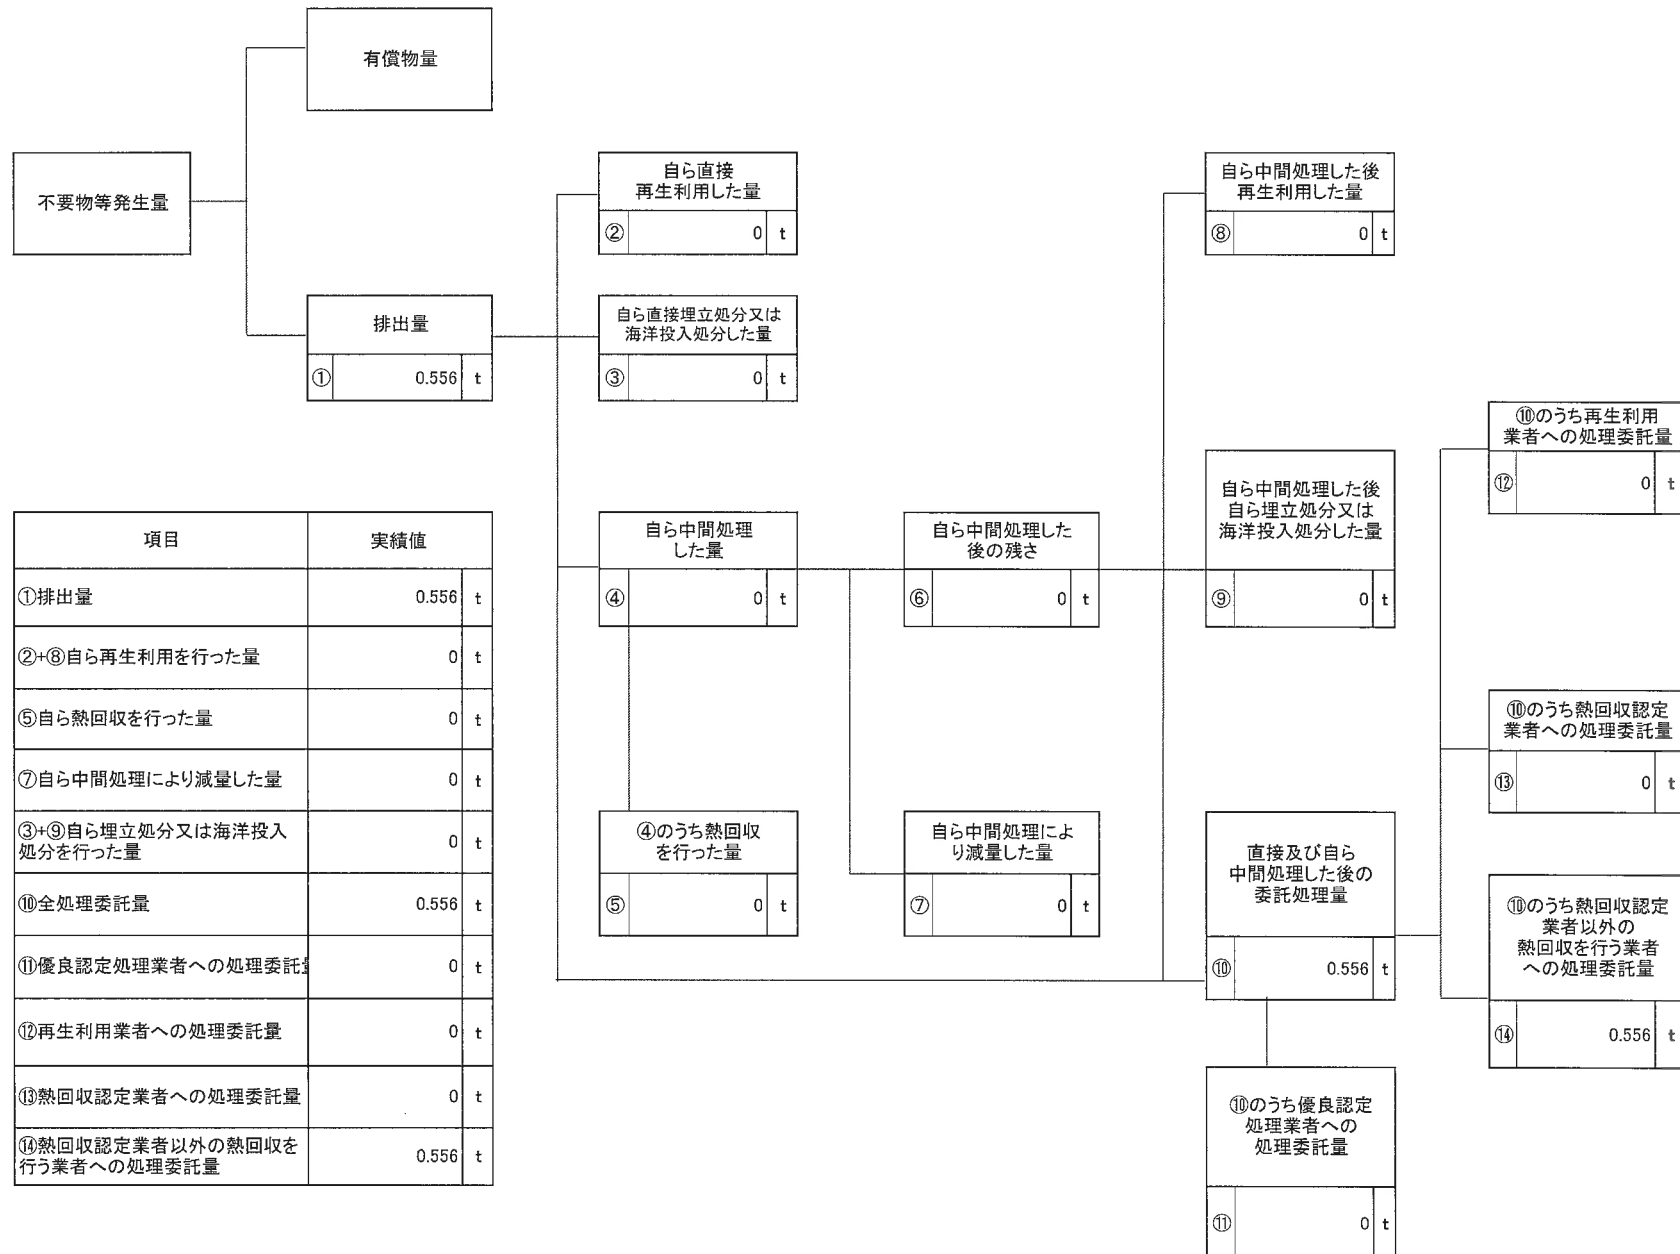 有償物量
不要物等発生量
排出量
① 0.556 t
自ら直接
再生利用した量
② 0 t
自ら直接埋立処分又は
海洋投入処分した量
③ 0 t
自ら中間処理
した量
④ 0 t
④のうち熱回収
を行った量
⑤ 0 t
自ら中間処理した
後の残さ
⑥ 0 t
自ら中間処理によ
り減量した量
⑦ 0 t
自ら中間処理した後
再生利用した量
⑧ 0 t
自ら中間処理した後
自ら埋立処分又は
海洋投入処分した量
⑨ 0 t
直接及び自ら
中間処理した後の
委託処理量
⑩ 0.556 t
⑩のうち優良認定
処理業者への
処理委託量
⑪ 0 t
⑩のうち再生利用
業者への処理委託量
⑫ 0 t
⑩のうち熱回収認定
業者への処理委託量
⑬ 0 t
⑩のうち熱回収認定
業者以外の
熱回収を行う業者
への処理委託量
⑭ 0.556 t
項目 実績値
①排出量 0.556 t
②+⑧自ら再生利用を行った量 0 t
⑤自ら熱回収を行った量 0 t
⑦自ら中間処理により減量した量 0 t
③+⑨自ら埋立処分又は海洋投入
処分を行った量 0 t
⑩全処理委託量 0.556 t
⑪優良認定処理業者への処理委託 0 t
⑫再生利用業者への処理委託量 0 t
⑬熱回収認定業者への処理委託量 0 t
⑭熱回収認定業者以外の熱回収を
行う業者への処理委託量 0.556 t